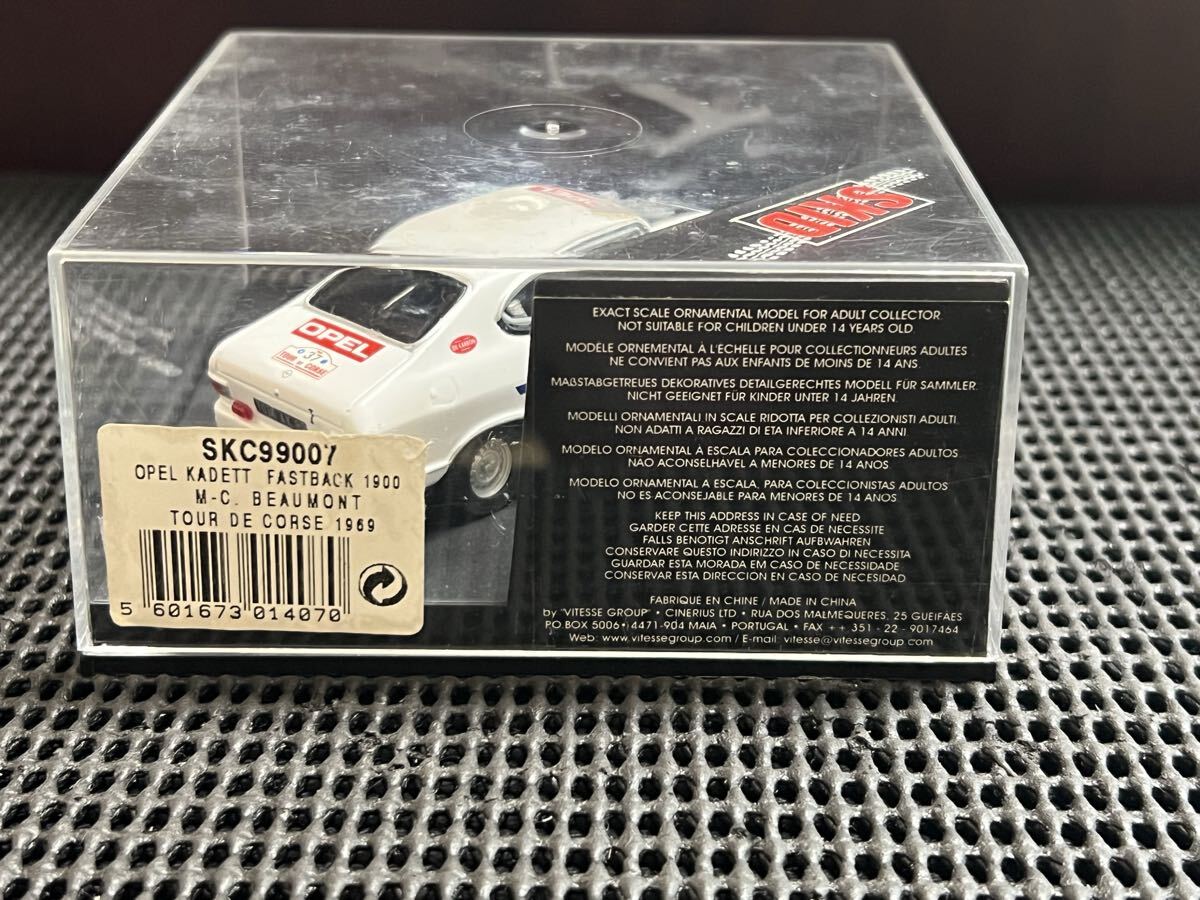 SKID
OPEL
37
TOUR DE CORSE
SKC99007
OPEL KADETT FASTBACK 1900
M-C. BEAUMONT
TOUR DE CORSE 1969
5 601673 014070
EXACT SCALE ORNAMENTAL MODEL FOR ADULT COLLECTOR.
NOT SUITABLE FOR CHILDREN UNDER 14 YEARS OLD
MODÈLE ORNEMENTAL À L'ÉCHELLE POUR COLLECTIONNEURS ADULTES
NE CONVIENT PAS AUX ENFANTS DE MOINS DE 14 ANS.
MAßSTABGETREUES DEKORATIVES DETAILGERECHTES MODELL FÜR SAMMLER.
NICHT GEEIGNET FÜR KINDER UNTER 14 JAHREN.
MODELLI ORNAMENTALI IN SCALE RIDOTTA PER COLLEZIONISTI ADULTI.
NON ADATTI A RAGAZZI DI ETA INFERIORE A 14 ANNI
MODELO ORNAMENTAL À ESCALA PARA COLECCIONADORES ADULTOS
NAO ACONSELHAVEL A MENORES DE 14 ANOS
MODELO ORNAMENTAL A ESCALA, PARA COLECCIONISTAS ADULTOS
NO ES ACONSEJABLE PARA MENORES DE 14 ANOS
KEEP THIS ADDRESS IN CASE OF NEED
GARDER CETTE ADRESSE EN CAS DE NECESSITE
FALLS BENOTIGT ANSCHRIFT AUFBWAHREN
CONSERVARE QUESTO INDIRIZZO IN CASO DI NECESSITA
GUARDAR ESTA MORADA EM CASO DE NECESSIDADE
CONSERVAR ESTA DIRECCION EN CASO DE NECESIDAD
FABRIQUE EN CHINE / MADE IN CHINA
by "VITESSE GROUP" • CINERIUS LTD • RUA DOS MALMEQUERES, 25 GUEIFÄES
PO BOX 5006 • 4471-904 MAIA • PORTUGAL • FAX + + 351 - 22 - 9017464
Web: www.vitessegroup.com / E-mail: vitesse@vitessegroup.com